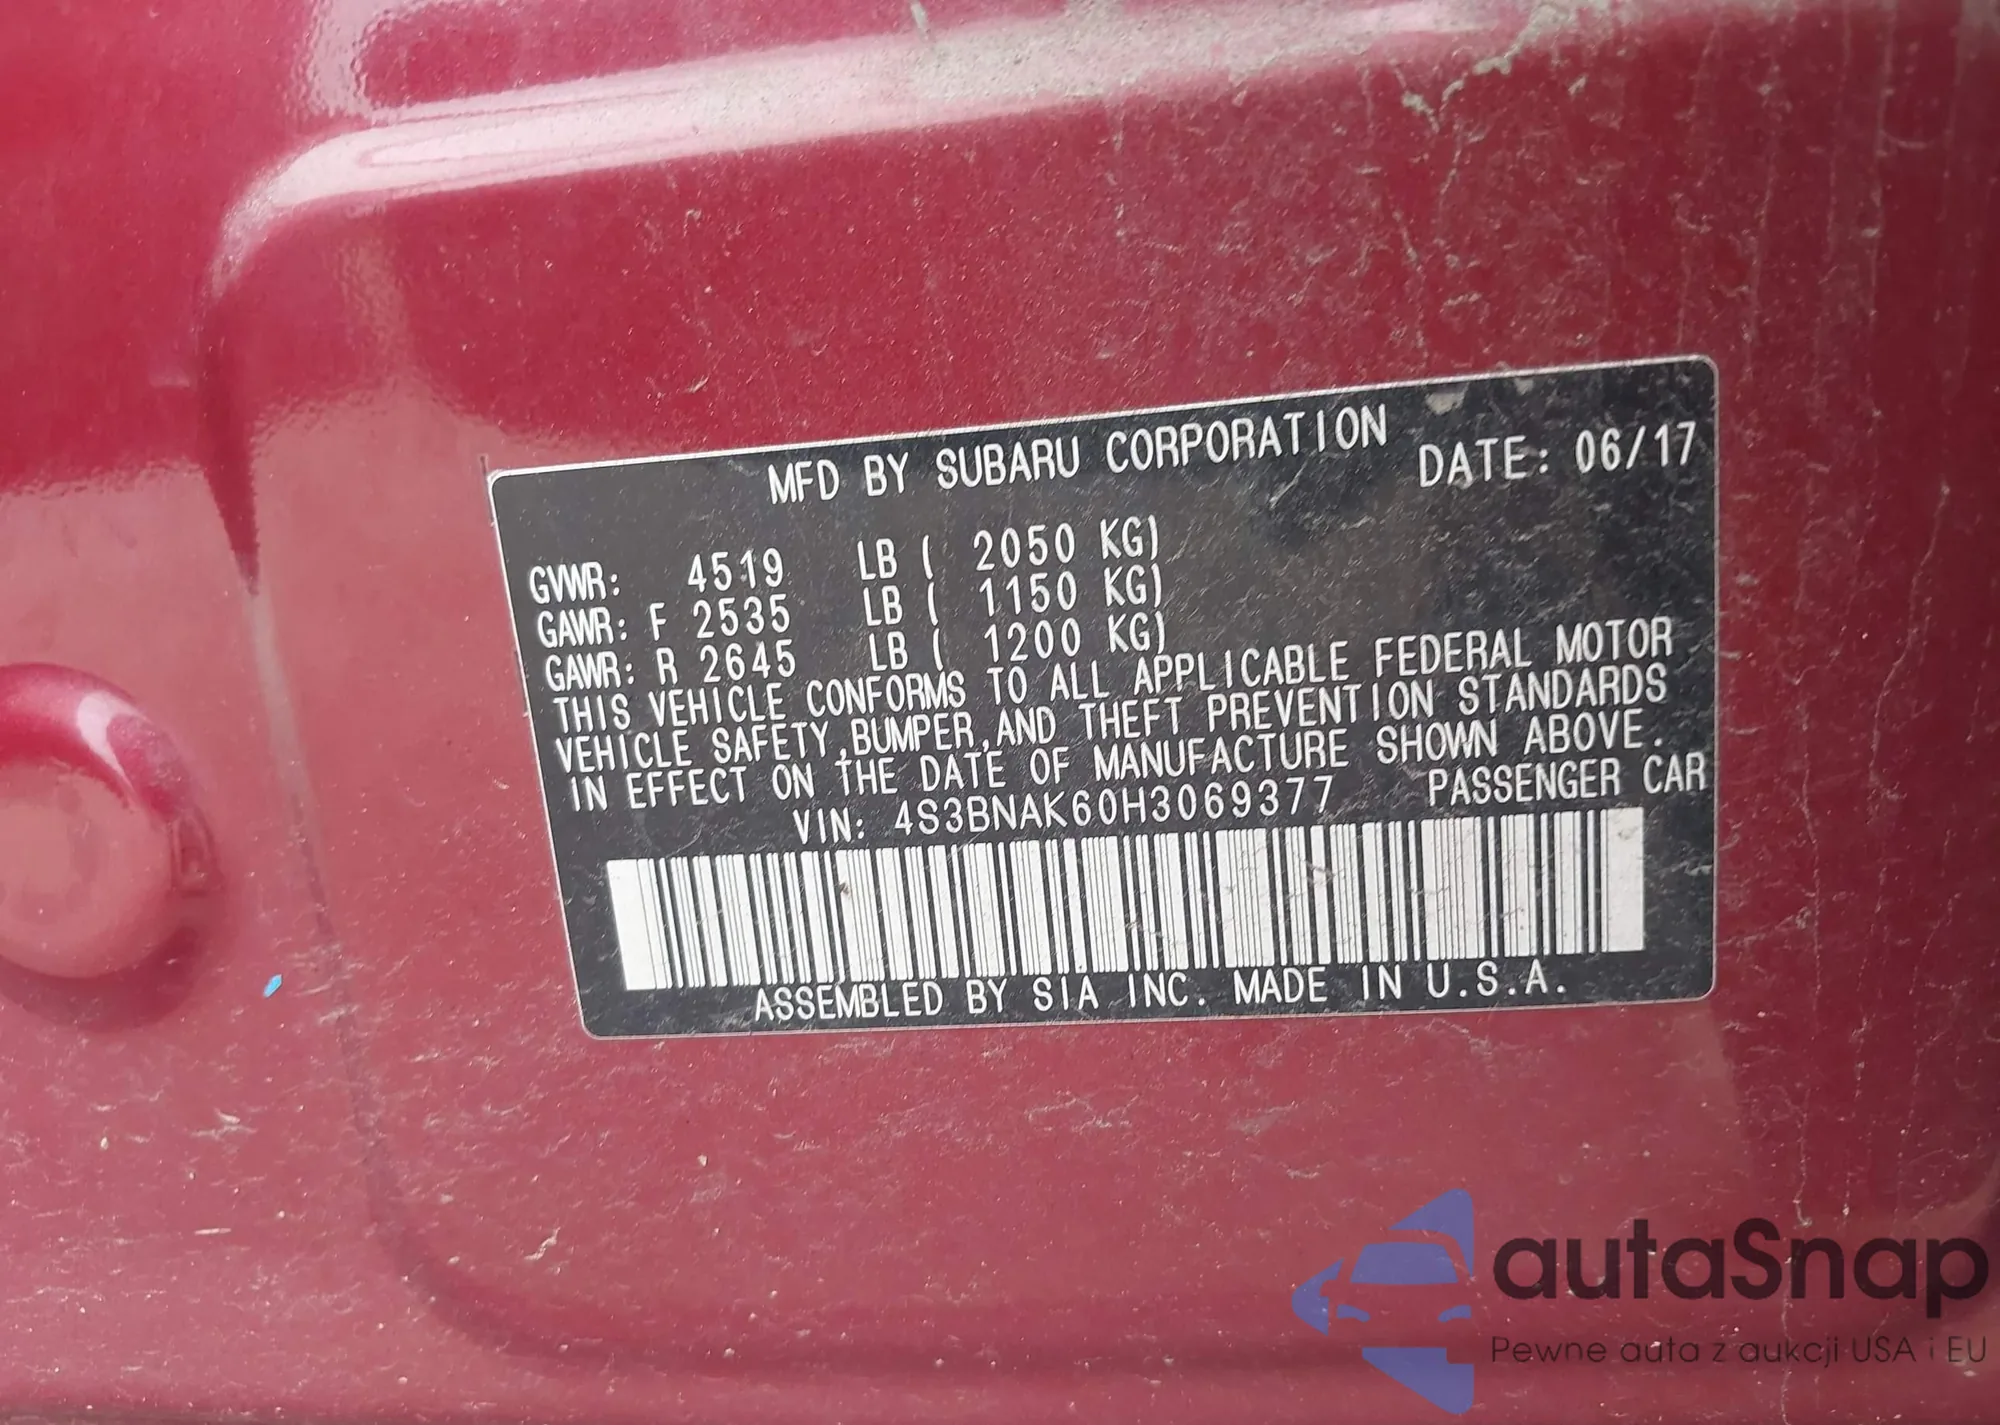 MFD BY SUBARU CORPORATION DATE: 06/17
GVWR: 4519 LB ( 2050 KG)
GAWR: F 2535 LB ( 1150 KG)
GAWR: R 2645 LB ( 1200 KG)
THIS VEHICLE CONFORMS TO ALL APPLICABLE FEDERAL MOTOR
VEHICLE SAFETY,BUMPER,AND THEFT PREVENTION STANDARDS
IN EFFECT ON THE DATE OF MANUFACTURE SHOWN ABOVE.
VIN: 4S3BNAK60H3069377 PASSENGER CAR
ASSEMBLED BY SIA INC. MADE IN U.S.A.
autaSnap
Pewne auta z aukcji USA i EU